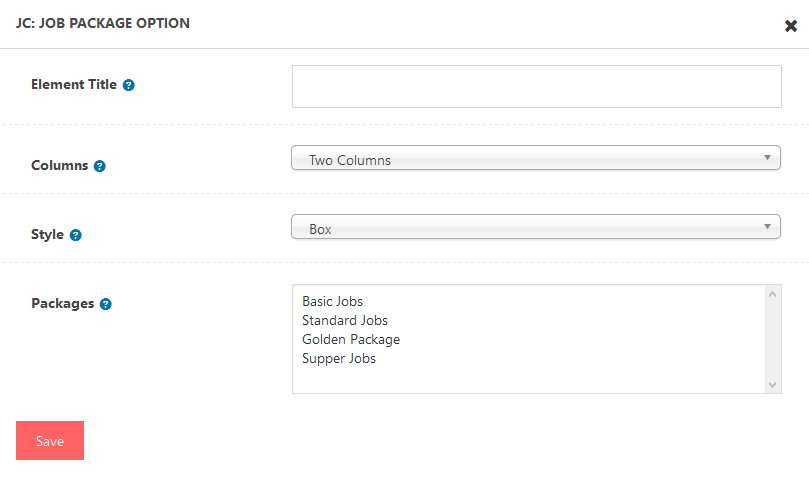 JC: JOB PACKAGE OPTION
Element Title
Columns
Two Columns
Style
Box
Packages
Basic Jobs
Standard Jobs
Golden Package
Supper Jobs
Save